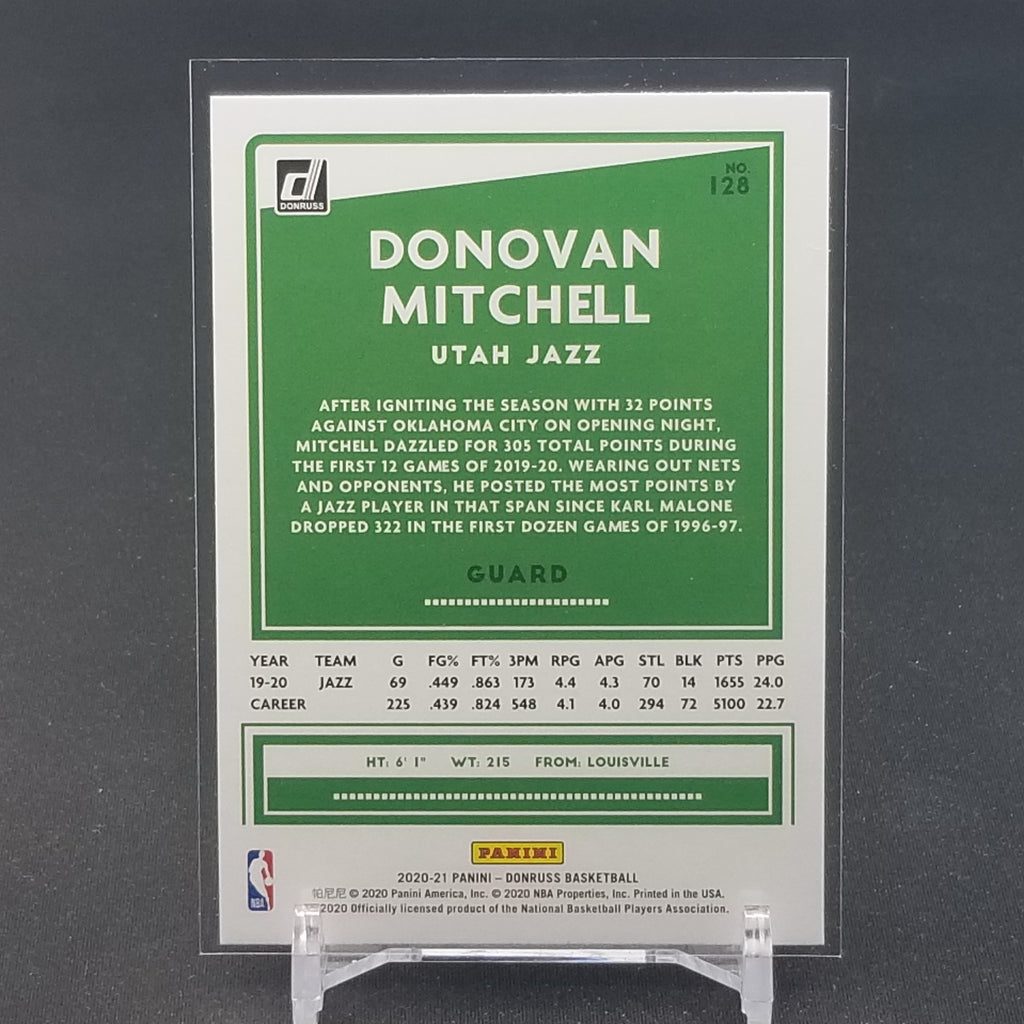 DONRUSS
NO.
128
DONOVAN
MITCHELL
UTAH JAZZ
AFTER IGNITING THE SEASON WITH 32 POINTS
AGAINST OKLAHOMA CITY ON OPENING NIGHT,
MITCHELL DAZZLED FOR 305 TOTAL POINTS DURING
THE FIRST 12 GAMES OF 2019-20. WEARING OUT NETS
AND OPPONENTS, HE POSTED THE MOST POINTS BY
A JAZZ PLAYER IN THAT SPAN SINCE KARL MALONE
DROPPED 322 IN THE FIRST DOZEN GAMES OF 1996-97.
GUARD
YEAR TEAM G FG% FT% 3PM RPG APG STL BLK PTS PPG
19-20 JAZZ 69 .449 .863 173 4.4 4.3 70 14 1655 24.0
CAREER 225 .439 .824 548 4.1 4.0 294 72 5100 22.7
HT: 6' 1" WT: 215 FROM: LOUISVILLE
PANINI
2020-21 PANINI – DONRUSS BASKETBALL
帕尼尼 © 2020 Panini America, Inc. © 2020 NBA Properties, Inc. Printed in the USA.
2020 Officially licensed product of the National Basketball Players Association.
NBA